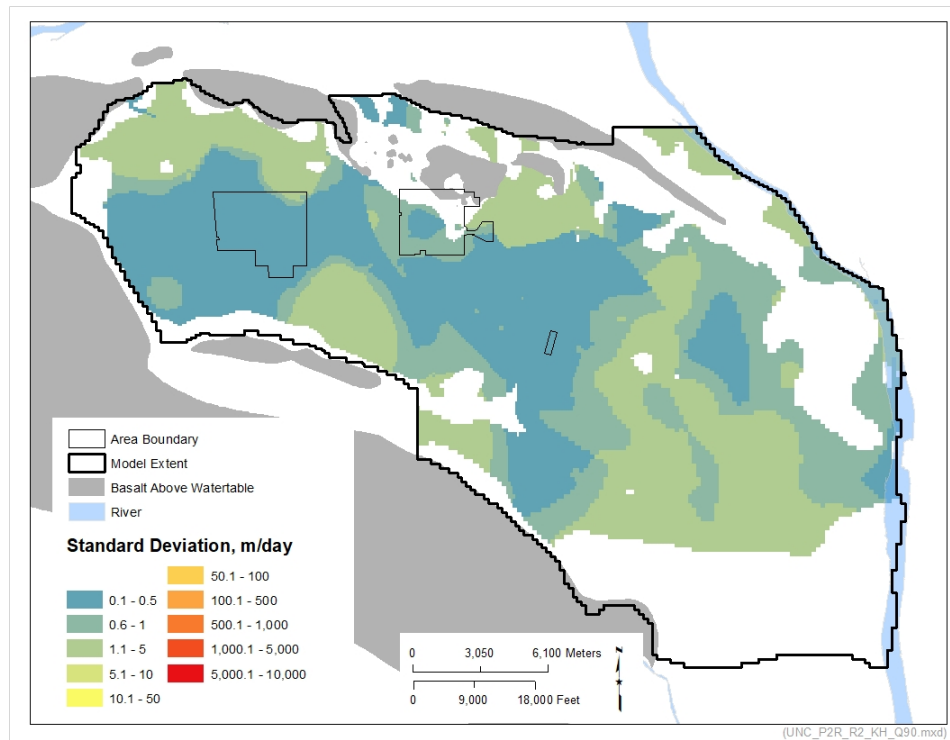 Area Boundary
Model Extent
Basalt Above Watertable
River
Standard Deviation, m/day
0.1 - 0.5
0.6 - 1
1.1 - 5
5.1 - 10
10.1 - 50
50.1 - 100
100.1 - 500
500.1 - 1,000
1,000.1 - 5,000
5,000.1 - 10,000
0 3,050 6,100 Meters
0 9,000 18,000 Feet
N
(UNC_P2R_R2_KH_Q90.mxd)